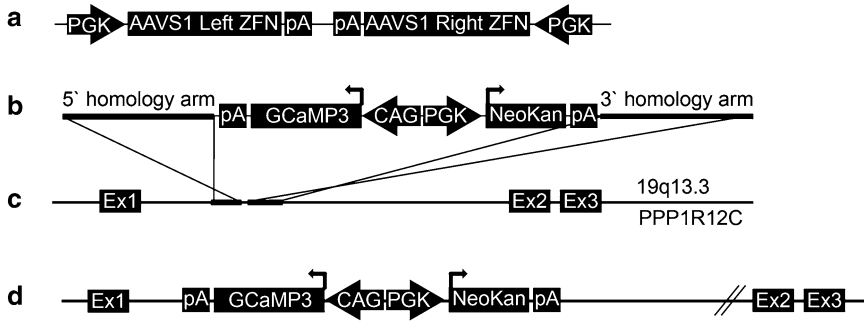 a PGK AAVS1 Left ZFN pA pA AAVS1 Right ZFN PGK
5` homology arm 3` homology arm
b pA GCaMP3 CAG PGK NeoKan pA
19q13.3
c Ex1 Ex2 Ex3
PPP1R12C
d Ex1 pA GCaMP3 CAG PGK NeoKan pA Ex2 Ex3